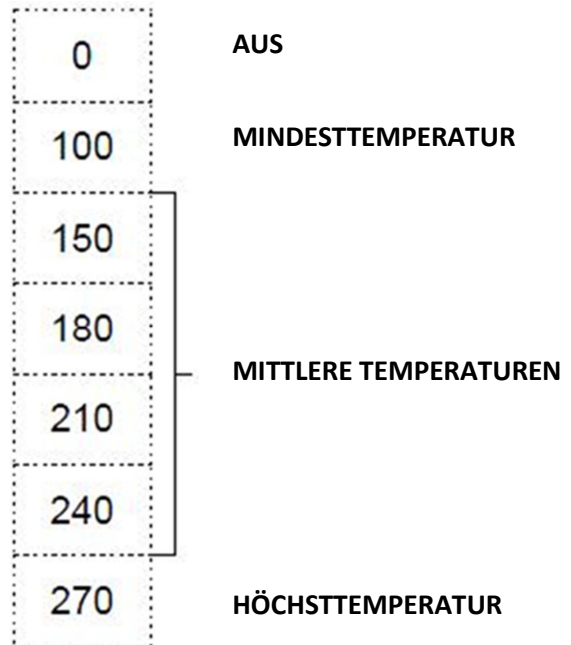 0 AUS
100 MINDESTTEMPERATUR
150
180
MITTLERE TEMPERATUREN
210
240
270 HÖCHSTTEMPERATUR